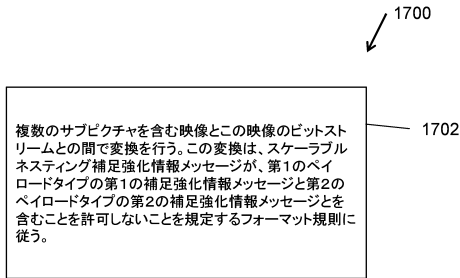 1700
1702
複数のサブピクチャを含む映像とこの映像のビットスト
リームとの間で変換を行う。この変換は、スケーラブル
ネスティング補足強化情報メッセージが、第1のペイ
ロードタイプの第1の補足強化情報メッセージと第2の
ペイロードタイプの第2の補足強化情報メッセージとを
含むことを許可しないことを規定するフォーマット規則に
従う。